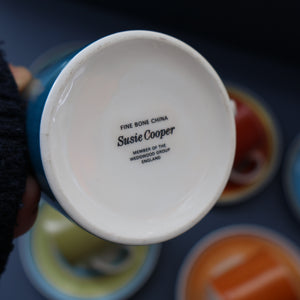 FINE BONE CHINA
Susie Cooper
MEMBER OF THE
WEDGWOOD GROUP
ENGLAND